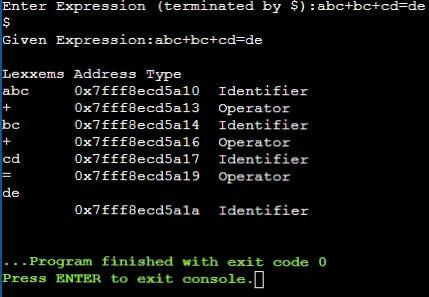 Enter Expression (terminated by $):abc+bc+cd=de
$
Given Expression:abc+bc+cd=de
Lexxems Address Type
abc 0x7fff8ecd5a10 Identifier
+ 0x7fff8ecd5a13 Operator
bc 0x7fff8ecd5a14 Identifier
+ 0x7fff8ecd5a16 Operator
cd 0x7fff8ecd5a17 Identifier
= 0x7fff8ecd5a19 Operator
de
0x7fff8ecd5a1a Identifier
...Program finished with exit code 0
Press ENTER to exit console.